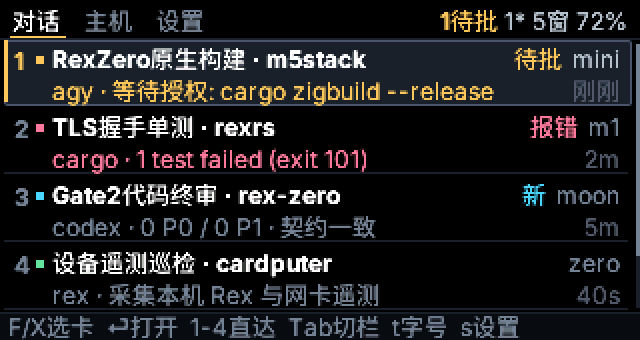 对话 主机 设置 1待批 1* 5窗 72%
1 RexZero原生构建 · m5stack 待批 mini
agy · 等待授权: cargo zigbuild --release 刚刚
2 TLS握手单测 · rexrs 报错 m1
cargo · 1 test failed (exit 101) 2m
3 Gate2代码终审 · rex-zero 新 moon
codex · 0 P0 / 0 P1 · 契约一致 5m
4 设备遥测巡检 · cardputer zero
rex · 采集本机 Rex 与网卡遥测 40s
F/X选卡 ↵打开 1-4直达 Tab切栏 t字号 s设置